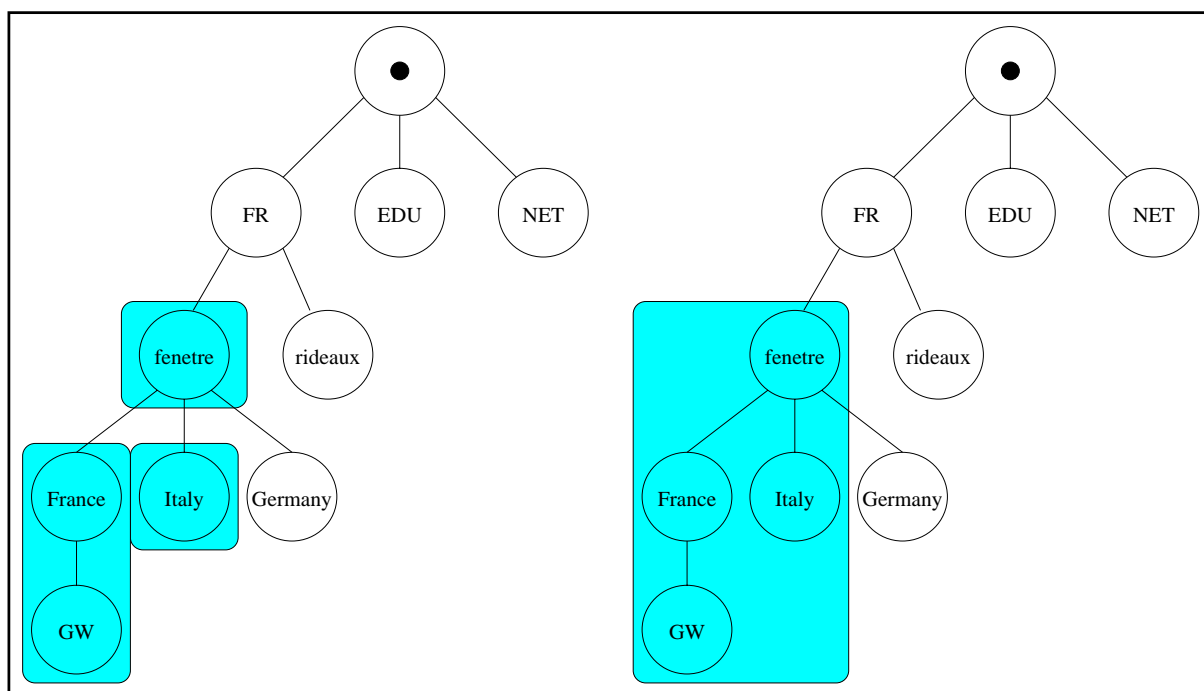 FR
EDU
NET
fenetre
rideaux
France
Italy
Germany
GW
FR
EDU
NET
fenetre
rideaux
France
Italy
Germany
GW